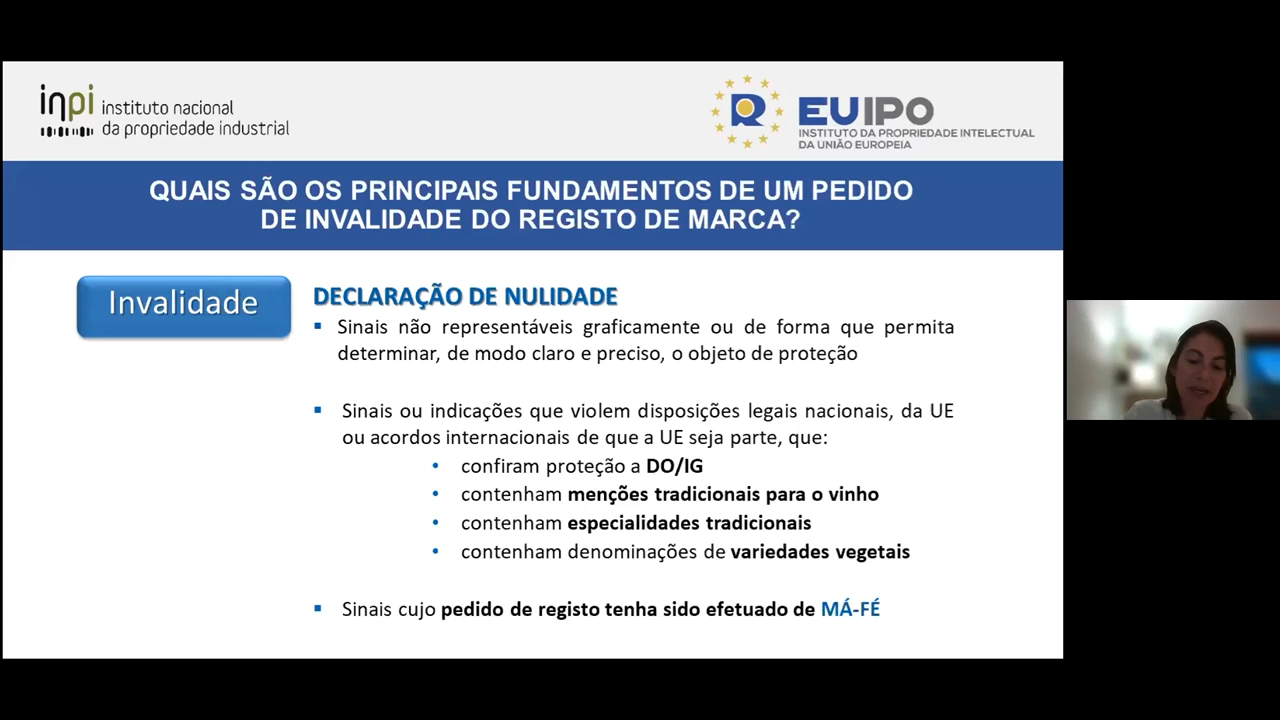 inpi instituto nacional
da propriedade industrial
EUIPO
INSTITUTO DA PROPRIEDADE INTELECTUAL
DA UNIÃO EUROPEIA
QUAIS SÃO OS PRINCIPAIS FUNDAMENTOS DE UM PEDIDO
DE INVALIDADE DO REGISTO DE MARCA?
Invalidade
DECLARAÇÃO DE NULIDADE
▪ Sinais não representáveis graficamente ou de forma que permita
determinar, de modo claro e preciso, o objeto de proteção
▪ Sinais ou indicações que violem disposições legais nacionais, da UE
ou acordos internacionais de que a UE seja parte, que:
• confiram proteção a DO/IG
• contenham menções tradicionais para o vinho
• contenham especialidades tradicionais
• contenham denominações de variedades vegetais
▪ Sinais cujo pedido de registo tenha sido efetuado de MÁ-FÉ